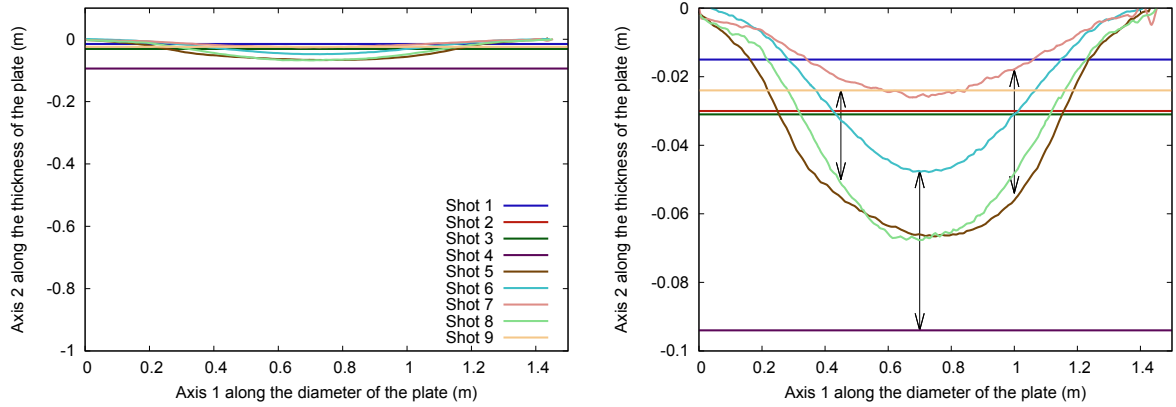 0
-0.2
-0.4
-0.6
-0.8
-1
0 0.2 0.4 0.6 0.8 1 1.2 1.4
Axis 2 along the thickness of the plate (m)
Axis 1 along the diameter of the plate (m)
Shot 1
Shot 2
Shot 3
Shot 4
Shot 5
Shot 6
Shot 7
Shot 8
Shot 9
0
-0.02
-0.04
-0.06
-0.08
-0.1
0 0.2 0.4 0.6 0.8 1 1.2 1.4
Axis 2 along the thickness of the plate (m)
Axis 1 along the diameter of the plate (m)